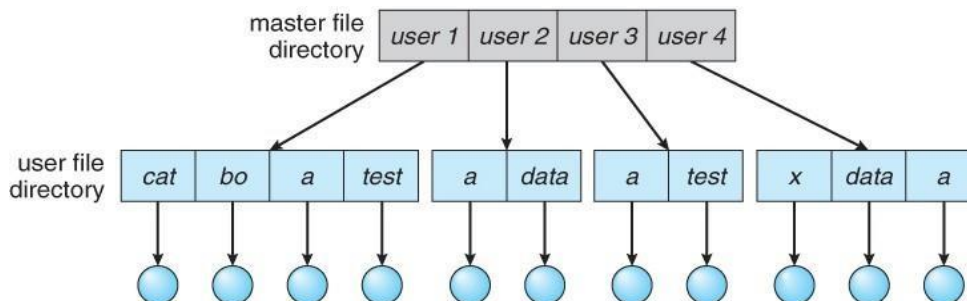 master file
directory
user 1 user 2 user 3 user 4
user file
directory
cat bo a test a data a test x data a